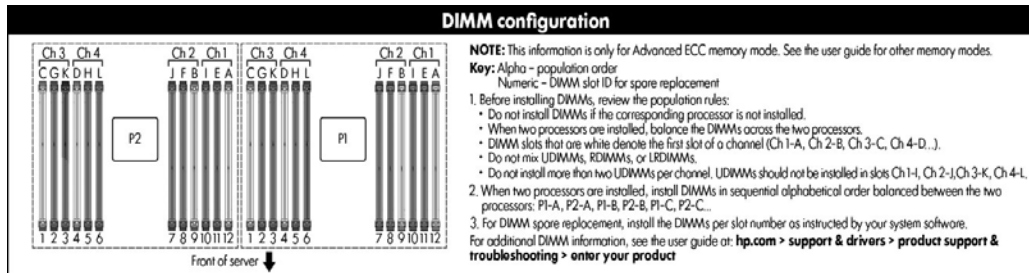 DIMM configuration
Ch 3 Ch 4 Ch 2 Ch 1 Ch 3 Ch 4 Ch 2 Ch 1
C G K D H L J F B I E A C G K D H L J F B I E A
P2 P1
1 2 3 4 5 6 7 8 9 10 11 12 1 2 3 4 5 6 7 8 9 10 11 12
Front of server
NOTE: This information is only for Advanced ECC memory mode. See the user guide for other memory modes.
Key: Alpha – population order
Numeric – DIMM slot ID for spare replacement
1. Before installing DIMMs, review the population rules:
• Do not install DIMMs if the corresponding processor is not installed.
• When two processors are installed, balance the DIMMs across the two processors.
• DIMM slots that are white denote the first slot of a channel (Ch 1-A, Ch 2-B, Ch 3-C, Ch 4-D...).
• Do not mix UDIMMs, RDIMMs, or LRDIMMs.
• Do not install more than two UDIMMs per channel. UDIMMs should not be installed in slots Ch 1-I, Ch 2-J,Ch 3-K, Ch 4-L.
2. When two processors are installed, install DIMMs in sequential alphabetical order balanced between the two
processors: P1-A, P2-A, P1-B, P2-B, P1-C, P2-C...
3. For DIMM spare replacement, install the DIMMs per slot number as instructed by your system software.
For additional DIMM information, see the user guide at: hp.com > support & drivers > product support &
troubleshooting > enter your product